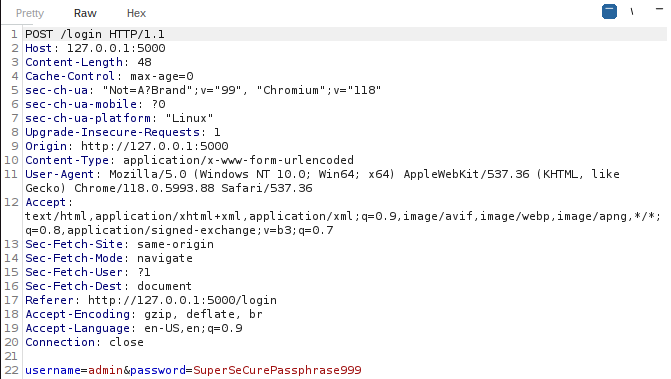 Pretty Raw Hex
1 POST /login HTTP/1.1
2 Host: 127.0.0.1:5000
3 Content-Length: 48
4 Cache-Control: max-age=0
5 sec-ch-ua: "Not=A?Brand";v="99", "Chromium";v="118"
6 sec-ch-ua-mobile: ?0
7 sec-ch-ua-platform: "Linux"
8 Upgrade-Insecure-Requests: 1
9 Origin: http://127.0.0.1:5000
10 Content-Type: application/x-www-form-urlencoded
11 User-Agent: Mozilla/5.0 (Windows NT 10.0; Win64; x64) AppleWebKit/537.36 (KHTML, like
Gecko) Chrome/118.0.5993.88 Safari/537.36
12 Accept:
text/html,application/xhtml+xml,application/xml;q=0.9,image/avif,image/webp,image/apng,*/*;
q=0.8,application/signed-exchange;v=b3;q=0.7
13 Sec-Fetch-Site: same-origin
14 Sec-Fetch-Mode: navigate
15 Sec-Fetch-User: ?1
16 Sec-Fetch-Dest: document
17 Referer: http://127.0.0.1:5000/login
18 Accept-Encoding: gzip, deflate, br
19 Accept-Language: en-US,en;q=0.9
20 Connection: close
21
22 username=admin&password=SuperSeCurePassphrase999